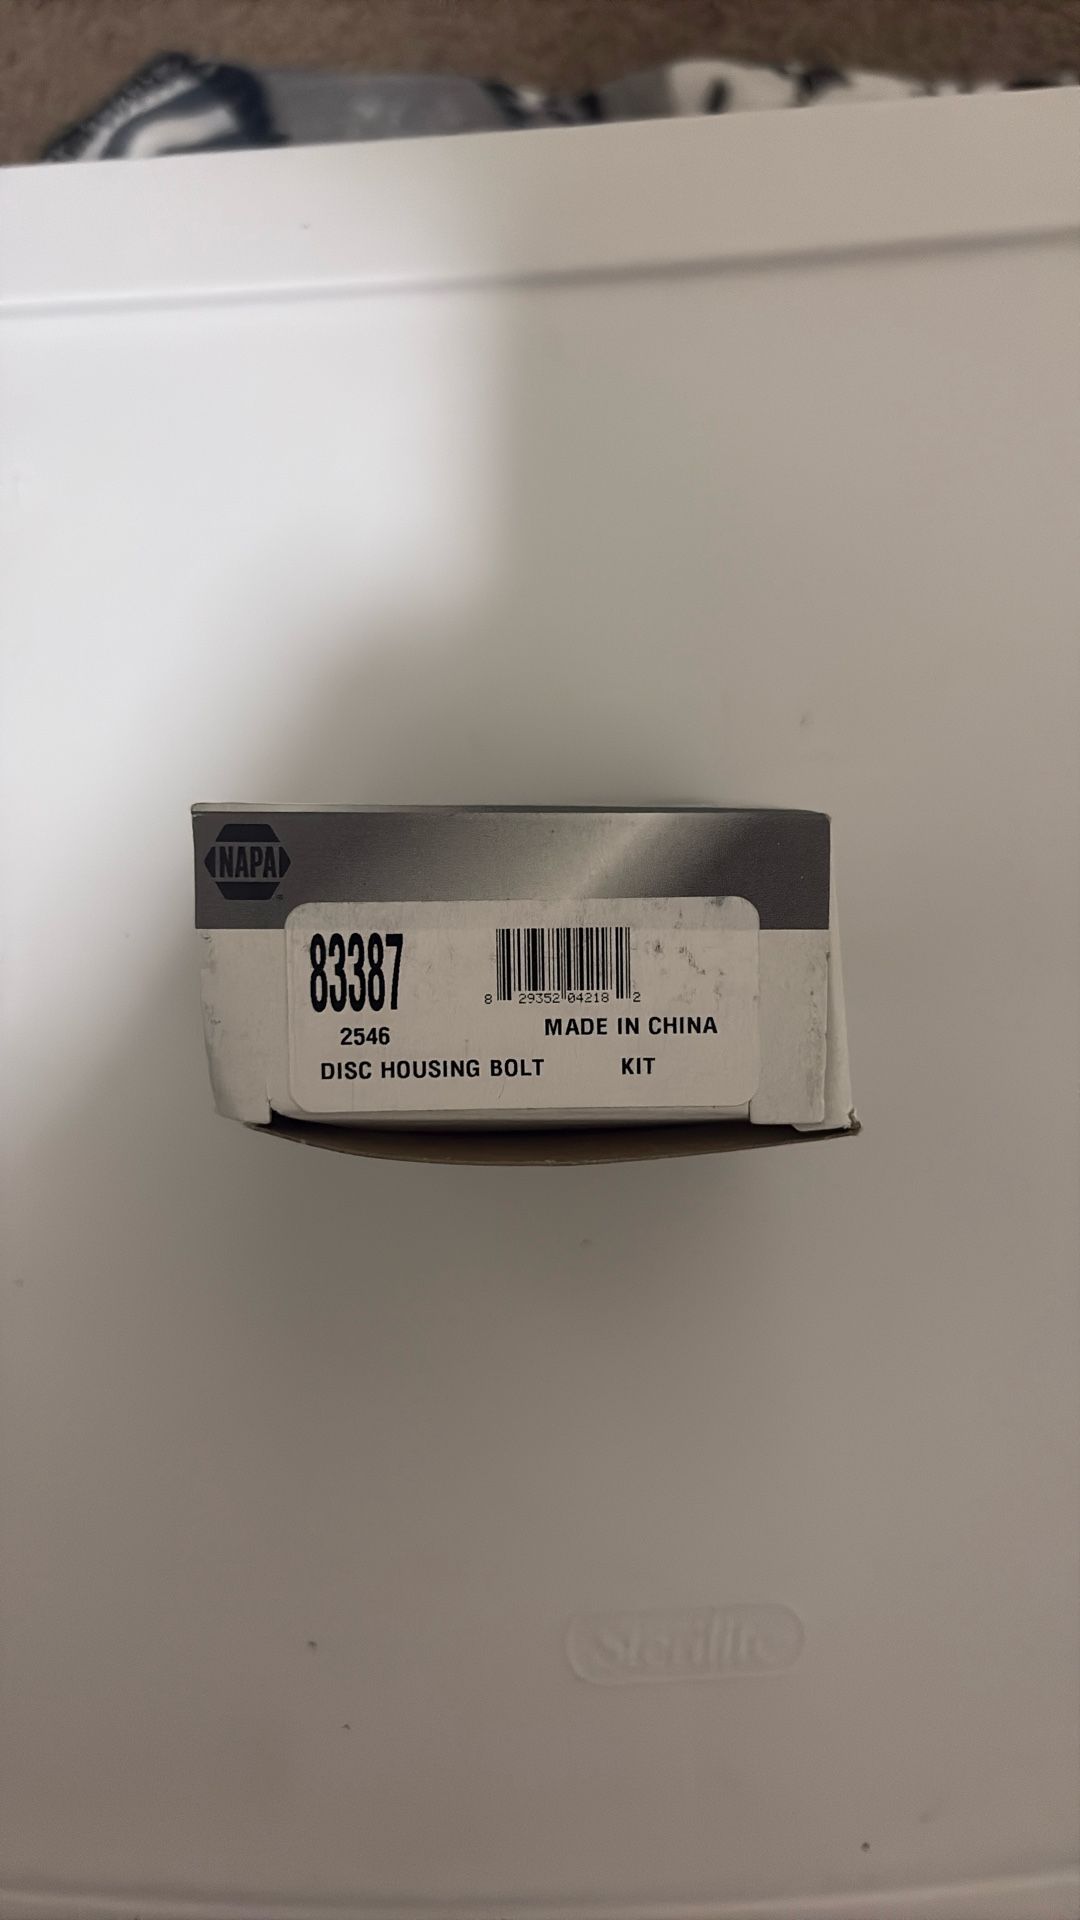 NAPA
83387
8 29352 04218 2
2546
MADE IN CHINA
DISC HOUSING BOLT KIT
Sterilite